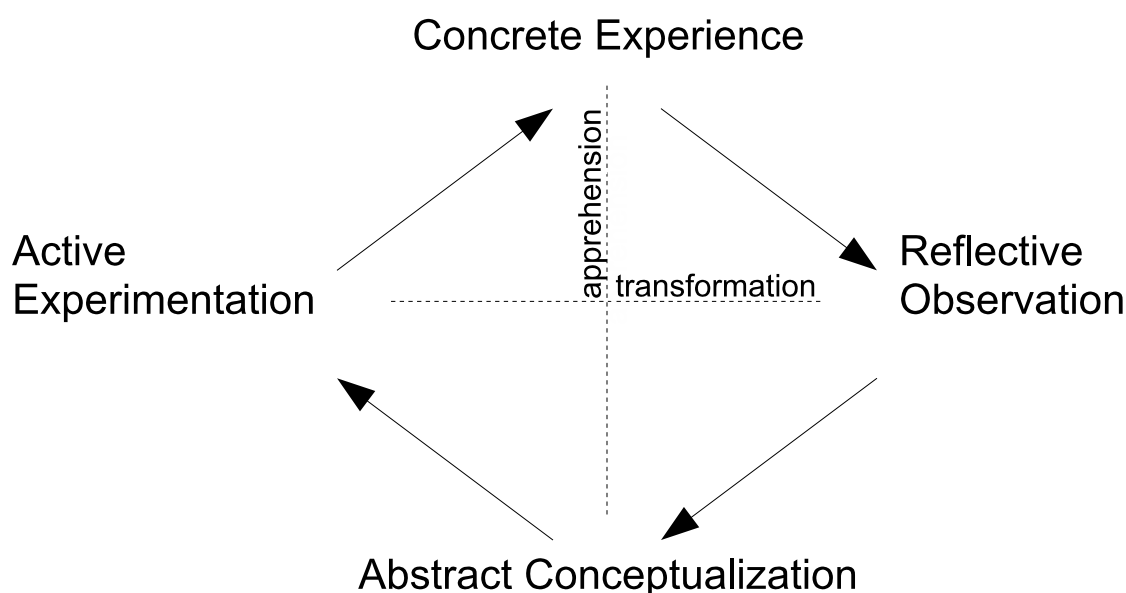 Concrete Experience
apprehension
Active
Experimentation
transformation
Reflective
Observation
Abstract Conceptualization